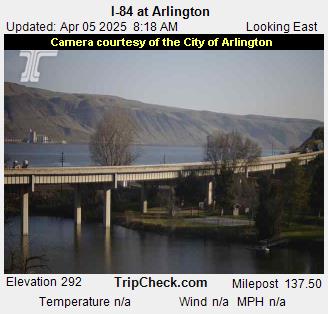 I-84 at Arlington
Updated: Apr 05 2025 8:18 AM Looking East
Camera courtesy of the City of Arlington
Elevation 292 TripCheck.com Milepost 137.50
Temperature n/a Wind n/a MPH n/a